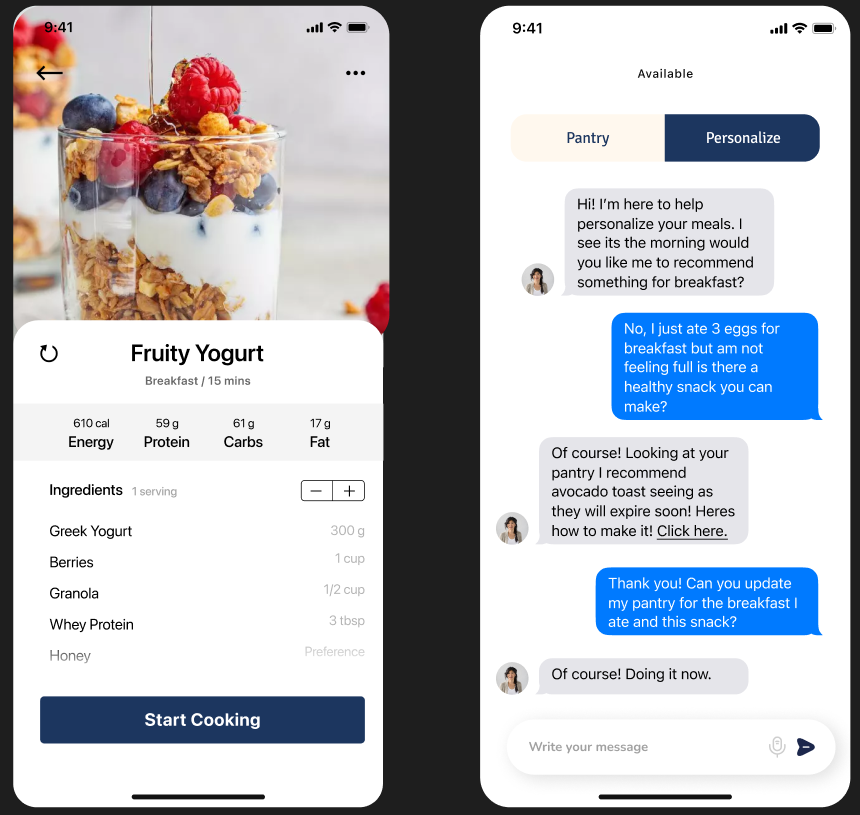 9:41
Fruity Yogurt
Breakfast / 15 mins
610 cal 59 g 61 g 17 g
Energy Protein Carbs Fat
Ingredients 1 serving
Greek Yogurt 300 g
Berries 1 cup
Granola 1/2 cup
Whey Protein 3 tbsp
Honey Preference
Start Cooking
9:41
Available
Pantry Personalize
Hi! I'm here to help
personalize your meals. I
see its the morning would
you like me to recommend
something for breakfast?
No, I just ate 3 eggs for
breakfast but am not
feeling full is there a
healthy snack you can
make?
Of course! Looking at your
pantry I recommend
avocado toast seeing as
they will expire soon! Heres
how to make it! Click here.
Thank you! Can you update
my pantry for the breakfast I
ate and this snack?
Of course! Doing it now.
Write your message